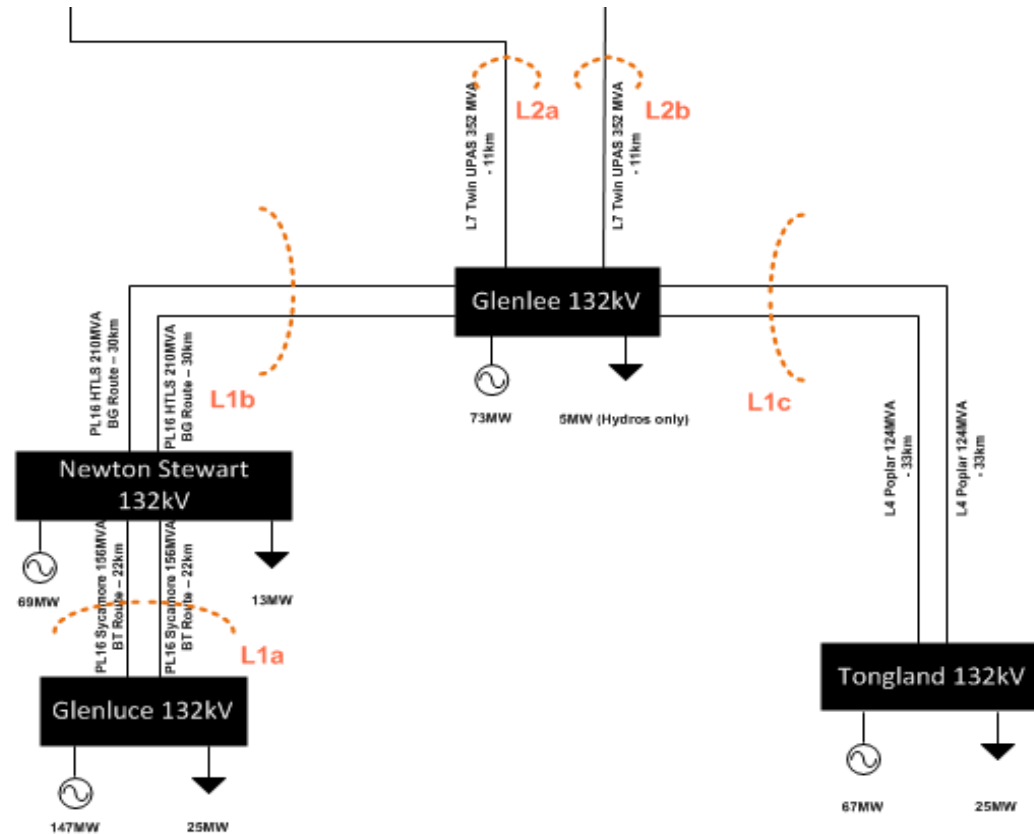 L2a
L2b
L7 Twin UPAS 352 MVA
- 11km
L7 Twin UPAS 352 MVA
- 11km
Glenlee 132kV
PL16 HTLS 210MVA
BG Route – 30km
PL16 HTLS 210MVA
BG Route – 30km
L1b
L1c
73MW
5MW (Hydros only)
L4 Poplar 124MVA
- 33km
L4 Poplar 124MVA
- 33km
Newton Stewart
132kV
69MW
13MW
PL16 Sycamore 156MVA
BT Route – 22km
PL16 Sycamore 156MVA
BT Route – 22km
L1a
Glenluce 132kV
Tongland 132kV
147MW
25MW
67MW
25MW